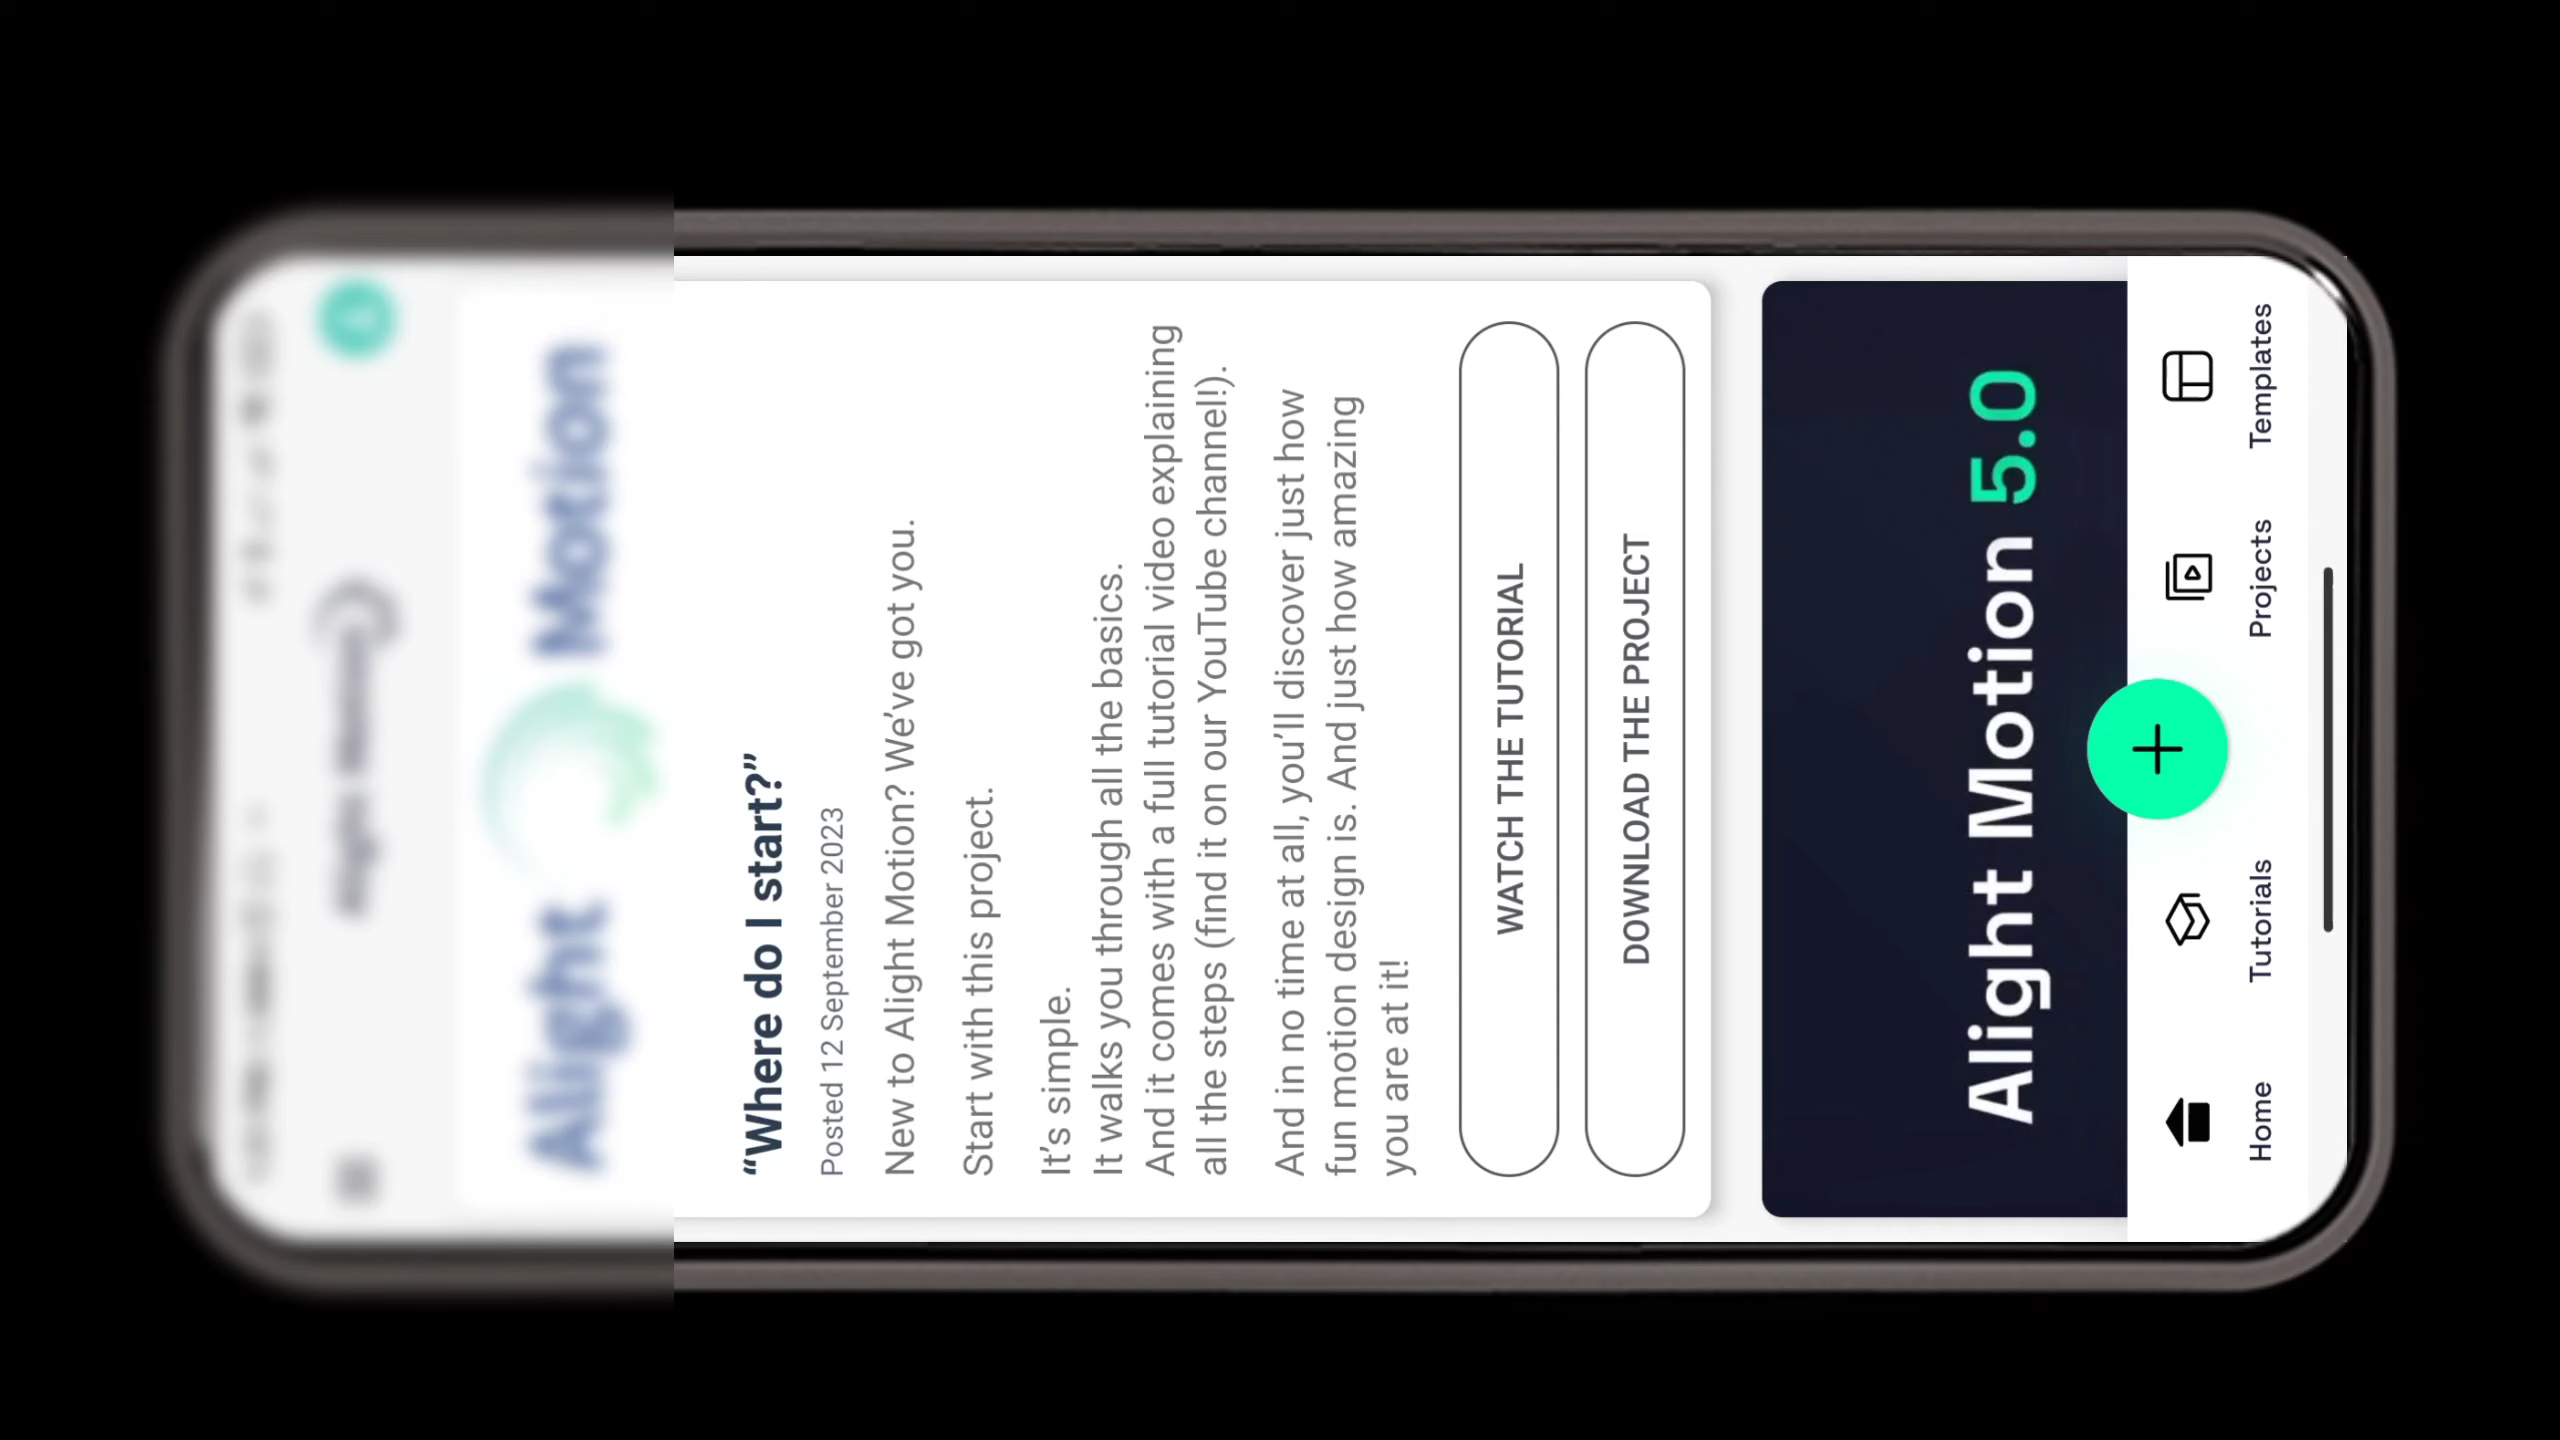 Alight Motion
“Where do I start?”
Posted 12 September 2023
New to Alight Motion? We’ve got you.
Start with this project.
It’s simple.
It walks you through all the basics.
And it comes with a full tutorial video explaining
all the steps (find it on our YouTube channel!).
And in no time at all, you’ll discover just how
fun motion design is. And just how amazing
you are at it!
WATCH THE TUTORIAL
DOWNLOAD THE PROJECT
Alight Motion 5.0
Home
Tutorials
Projects
Templates